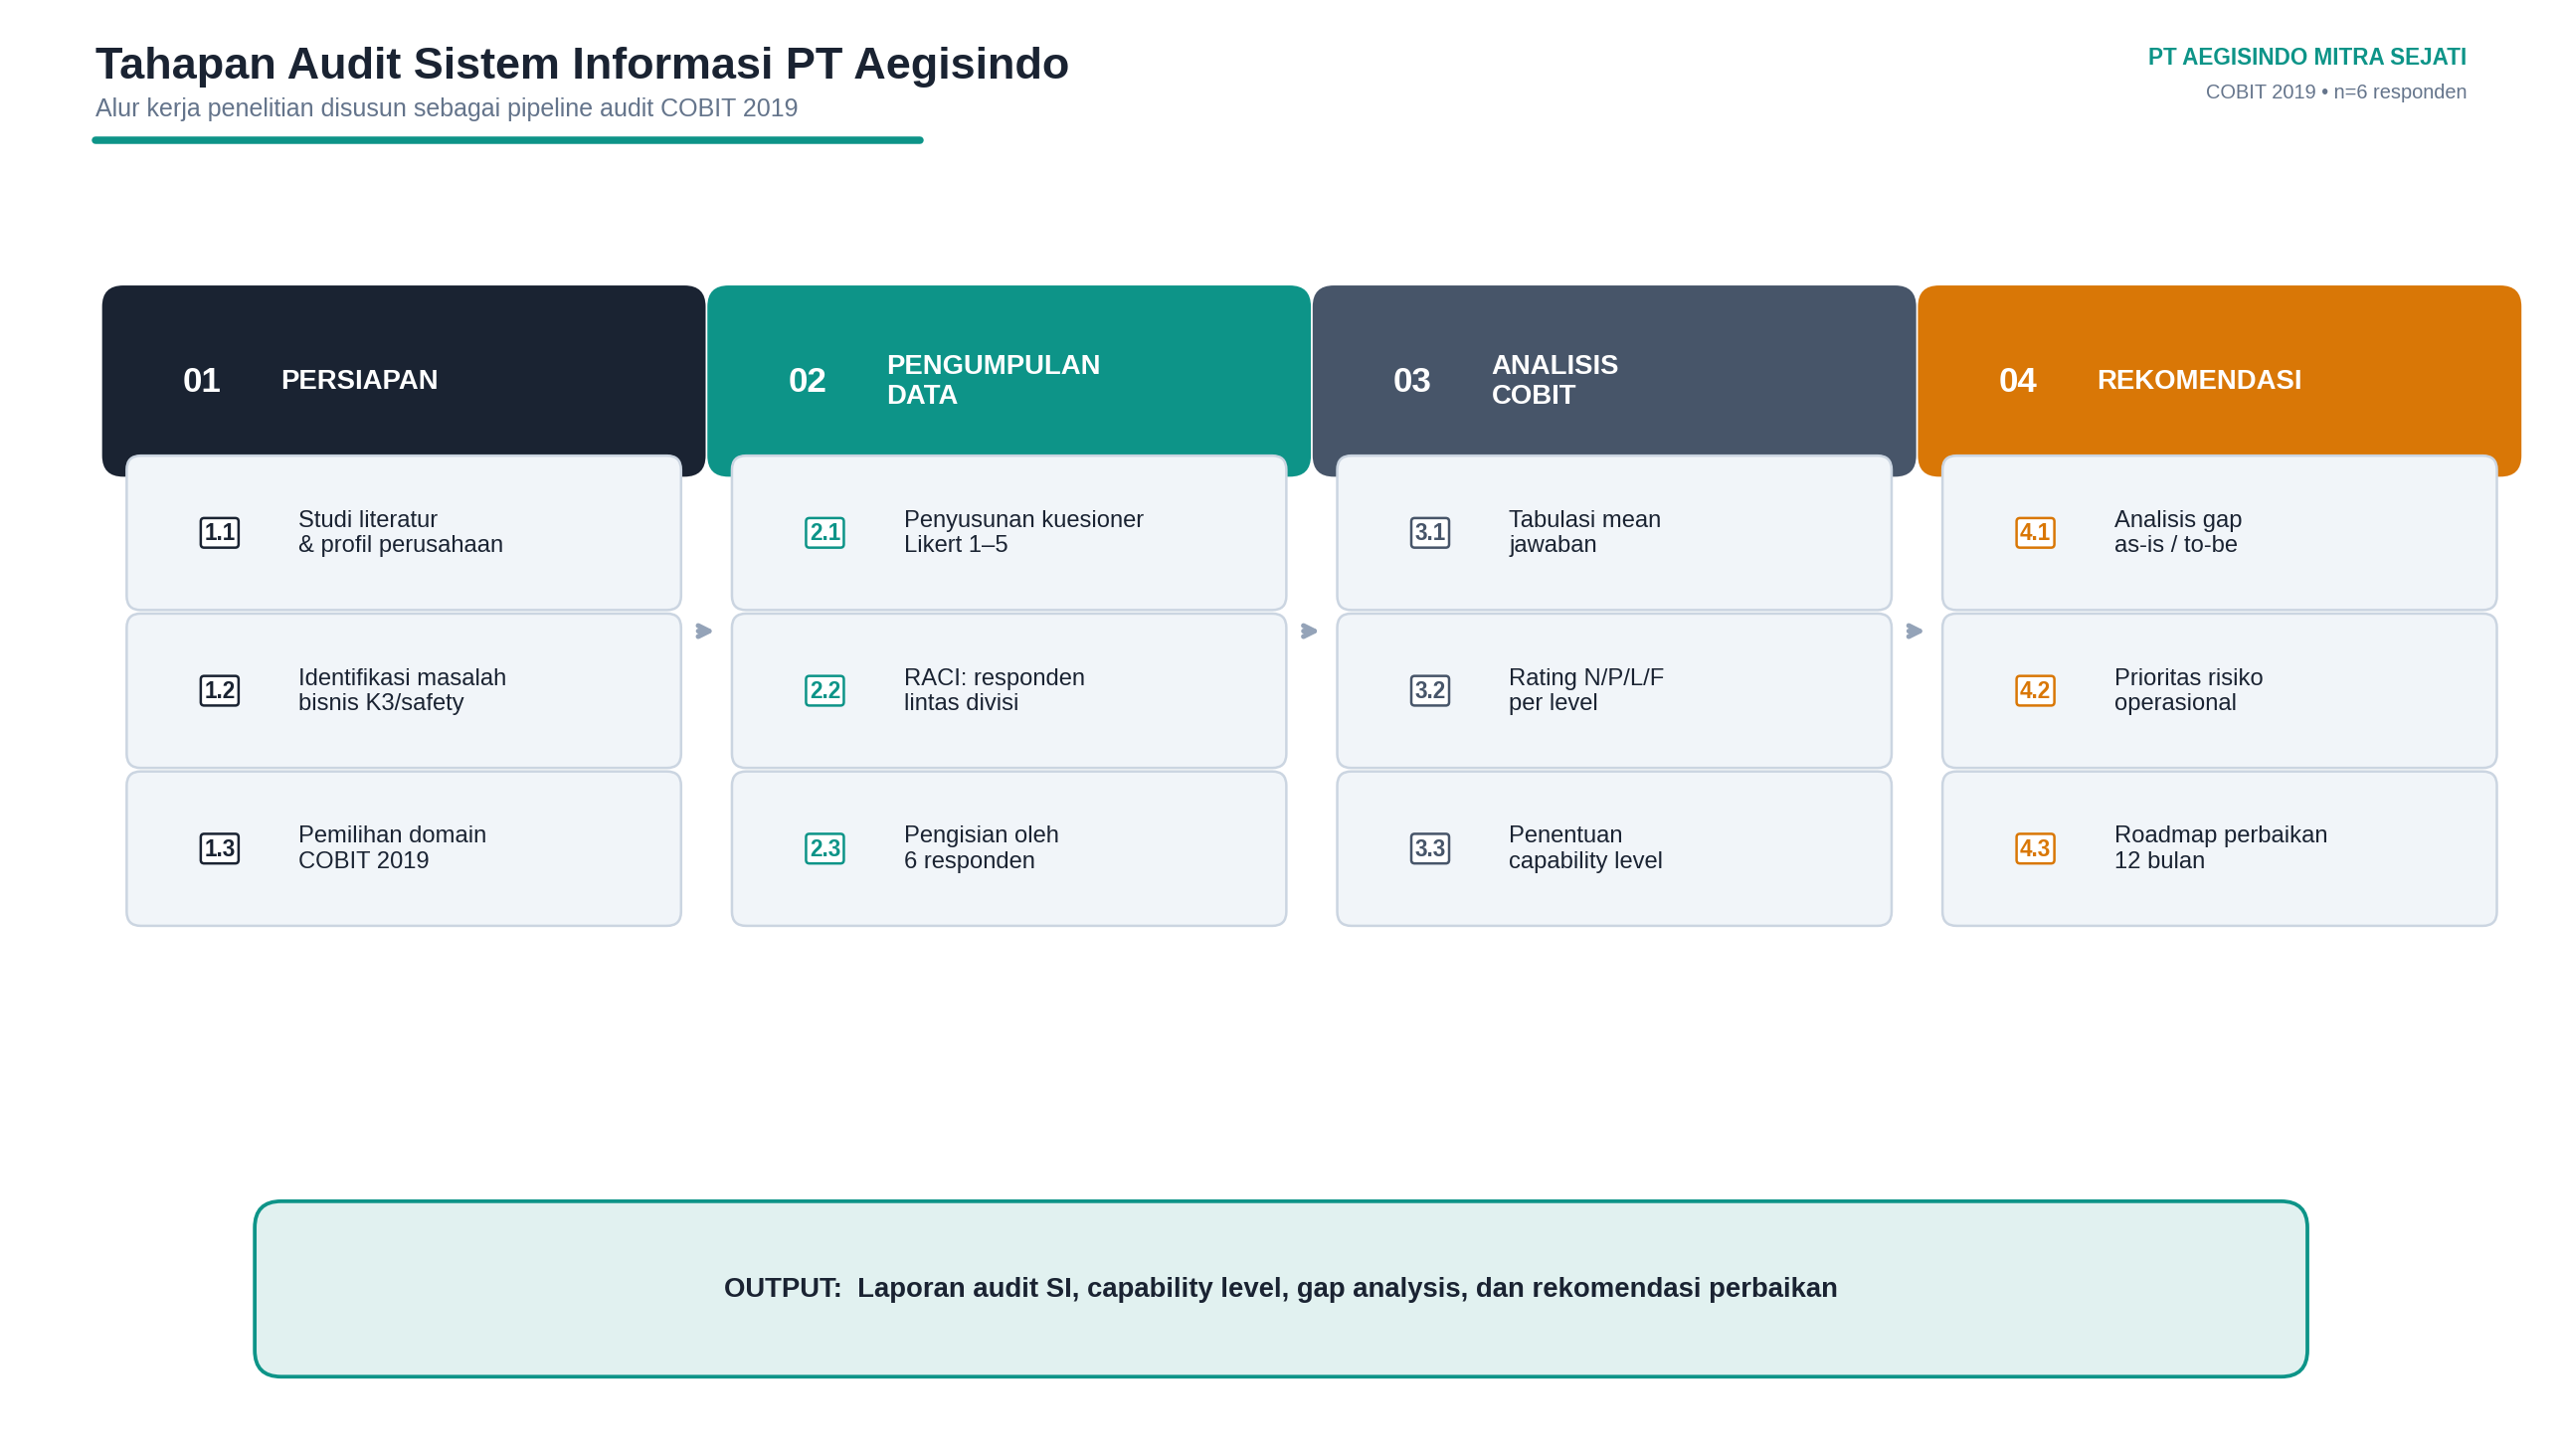 Tahapan Audit Sistem Informasi PT Aegisindo
Alur kerja penelitian disusun sebagai pipeline audit COBIT 2019
PT AEGISINDO MITRA SEJATI
COBIT 2019 • n=6 responden
01 PERSIAPAN
1.1 Studi literatur
& profil perusahaan
1.2 Identifikasi masalah
bisnis K3/safety
1.3 Pemilihan domain
COBIT 2019
02 PENGUMPULAN
DATA
2.1 Penyusunan kuesioner
Likert 1–5
2.2 RACI: responden
lintas divisi
2.3 Pengisian oleh
6 responden
03 ANALISIS
COBIT
3.1 Tabulasi mean
jawaban
3.2 Rating N/P/L/F
per level
3.3 Penentuan
capability level
04 REKOMENDASI
4.1 Analisis gap
as-is / to-be
4.2 Prioritas risiko
operasional
4.3 Roadmap perbaikan
12 bulan
OUTPUT: Laporan audit SI, capability level, gap analysis, dan rekomendasi perbaikan